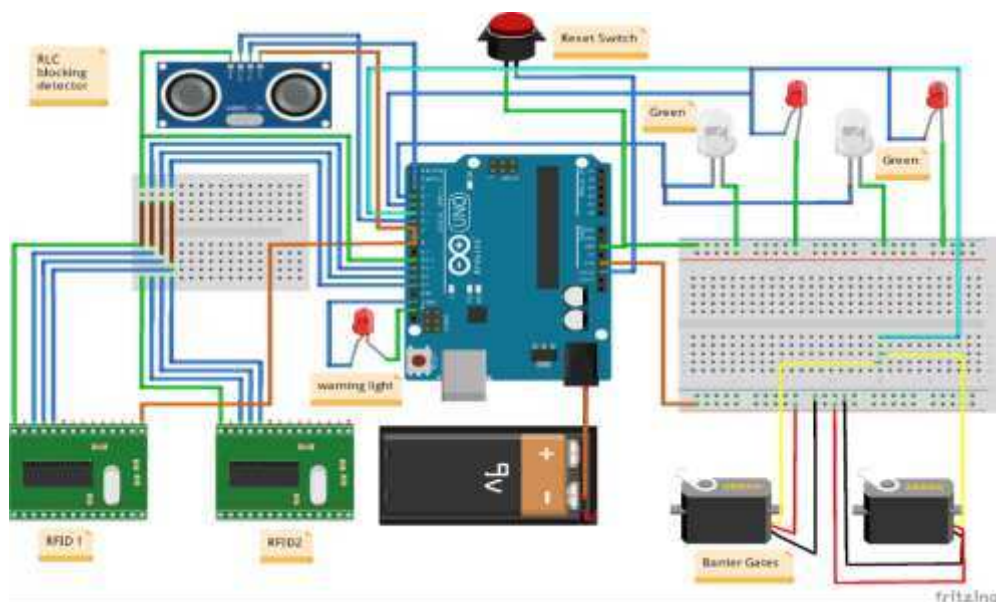 RLC
blocking
detector
Reset Switch
Green
Green
UNO
warning light
+
-
9V
RFID 1
RFID2
Barrier Gates
fritzing